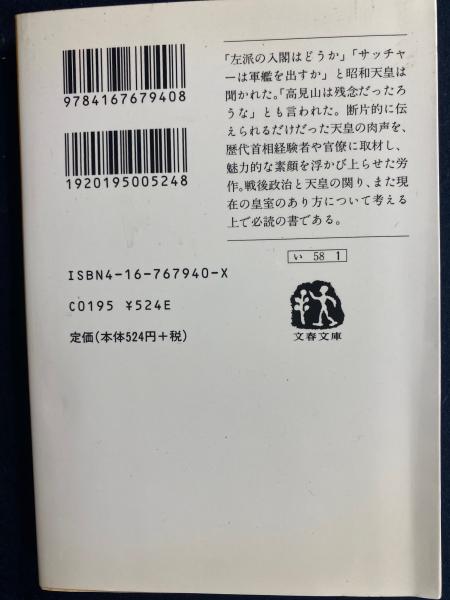 9784167679408
1920195005248
ISBN4-16-767940-X
C0195 ¥524E
定価(本体524円+税)
「左派の入閣はどうか」「サッチャ
ーは軍艦を出すか」と昭和天皇は
聞かれた。「高見山は残念だったろ
うな」とも言われた。断片的に伝
えられるだけだった天皇の肉声を、
歴代首相経験者や官僚に取材し、
魅力的な素顔を浮かび上らせた労
作。戦後政治と天皇の関り、また現
在の皇室のあり方について考える
上で必読の書である。
い 58 1
文春文庫